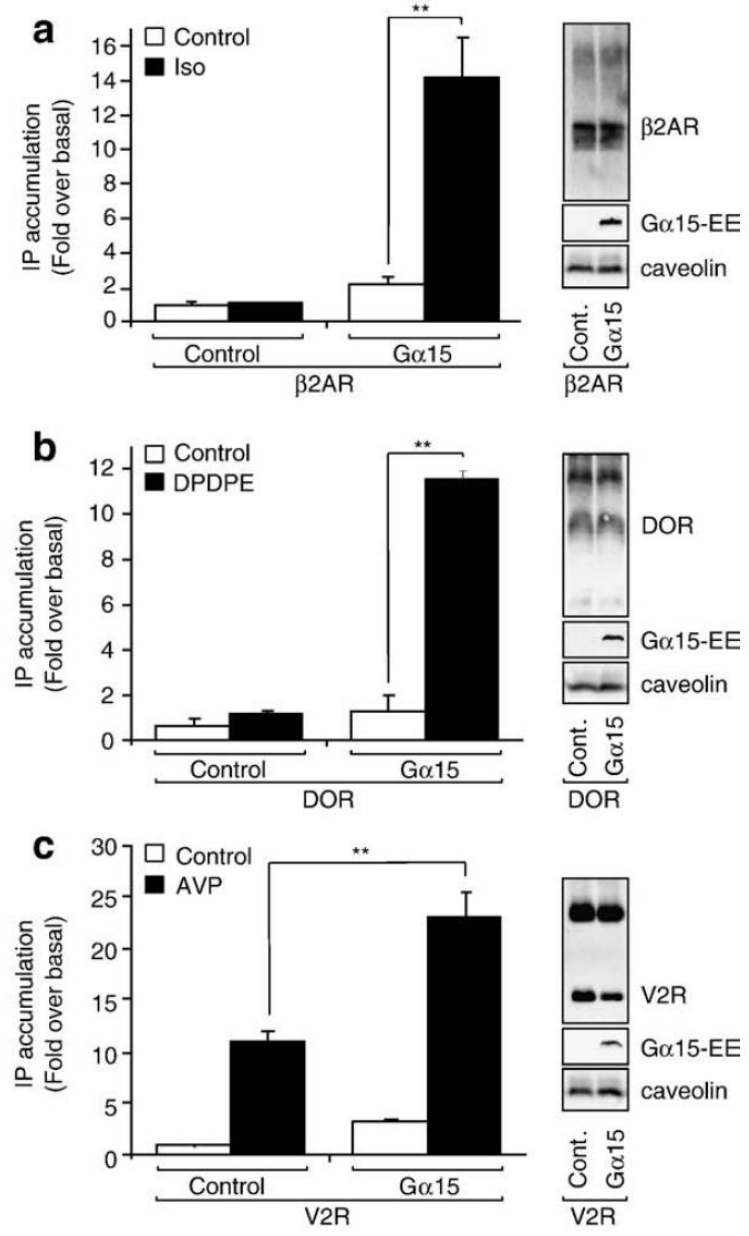 a
Control
Iso
**
IP accumulation
(Fold over basal)
16
14
12
10
8
6
4
2
0
Control
Gα15
β2AR
β2AR
Gα15-EE
caveolin
Cont.
Gα15
β2AR
b
Control
DPDPE
**
IP accumulation
(Fold over basal)
12
10
8
6
4
2
0
Control
Gα15
DOR
DOR
Gα15-EE
caveolin
Cont.
Gα15
DOR
c
Control
AVP
**
IP accumulation
(Fold over basal)
30
25
20
15
10
5
0
Control
Gα15
V2R
V2R
Gα15-EE
caveolin
Cont.
Gα15
V2R